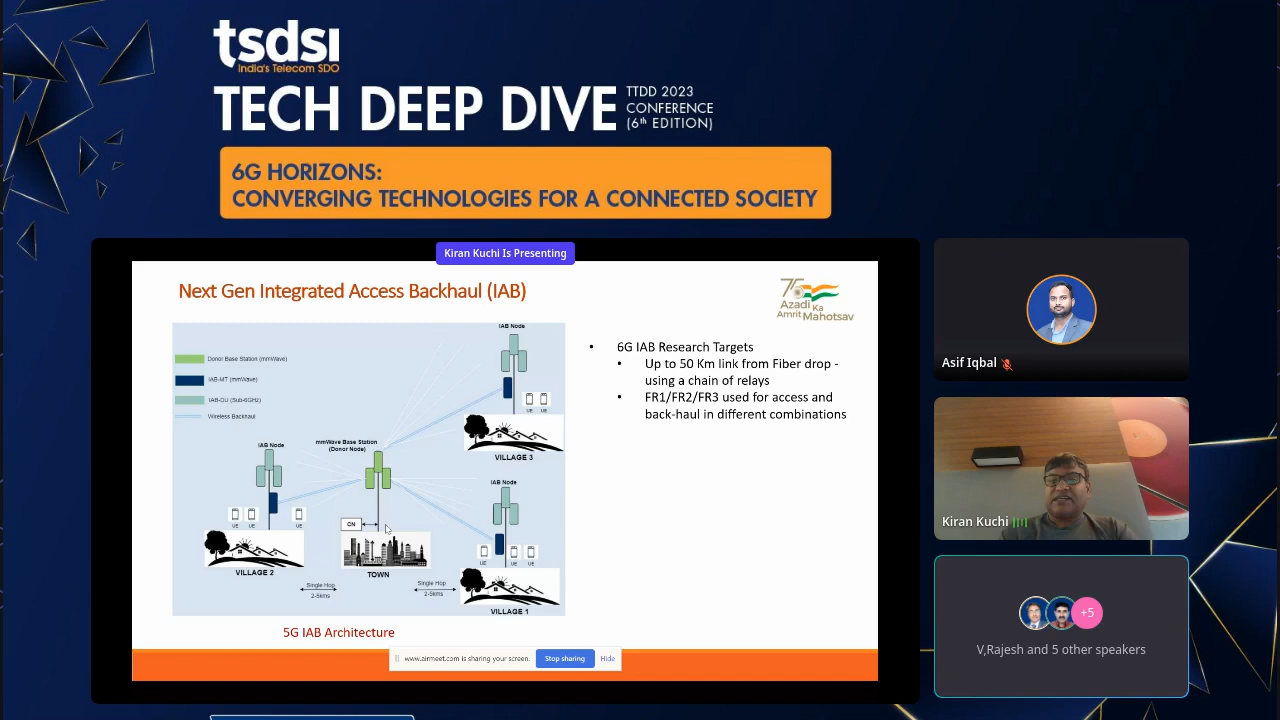 tsdsi
India's Telecom SDO
TECH DEEP DIVE
TTDD 2023
CONFERENCE
(6th EDITION)
6G HORIZONS:
CONVERGING TECHNOLOGIES FOR A CONNECTED SOCIETY
Kiran Kuchi Is Presenting
Next Gen Integrated Access Backhaul (IAB)
75
Azadi Ka
Amrit Mahotsav
Donor Base Station (mmWave)
IAB-MT (mmWave)
IAB-DU (Sub-6GHz)
Wireless Backhaul
IAB Node
UE UE
VILLAGE 3
IAB Node
UE UE UE
VILLAGE 2
mmWave Base Station
(Donor Node)
CN
TOWN
IAB Node
UE UE UE
VILLAGE 1
Single Hop
2-5kms
Single Hop
2-5kms
5G IAB Architecture
• 6G IAB Research Targets
• Up to 50 Km link from Fiber drop -
using a chain of relays
• FR1/FR2/FR3 used for access and
back-haul in different combinations
www.airmeet.com is sharing your screen.
Stop sharing
Hide
Asif Iqbal
Kiran Kuchi
+5
V,Rajesh and 5 other speakers